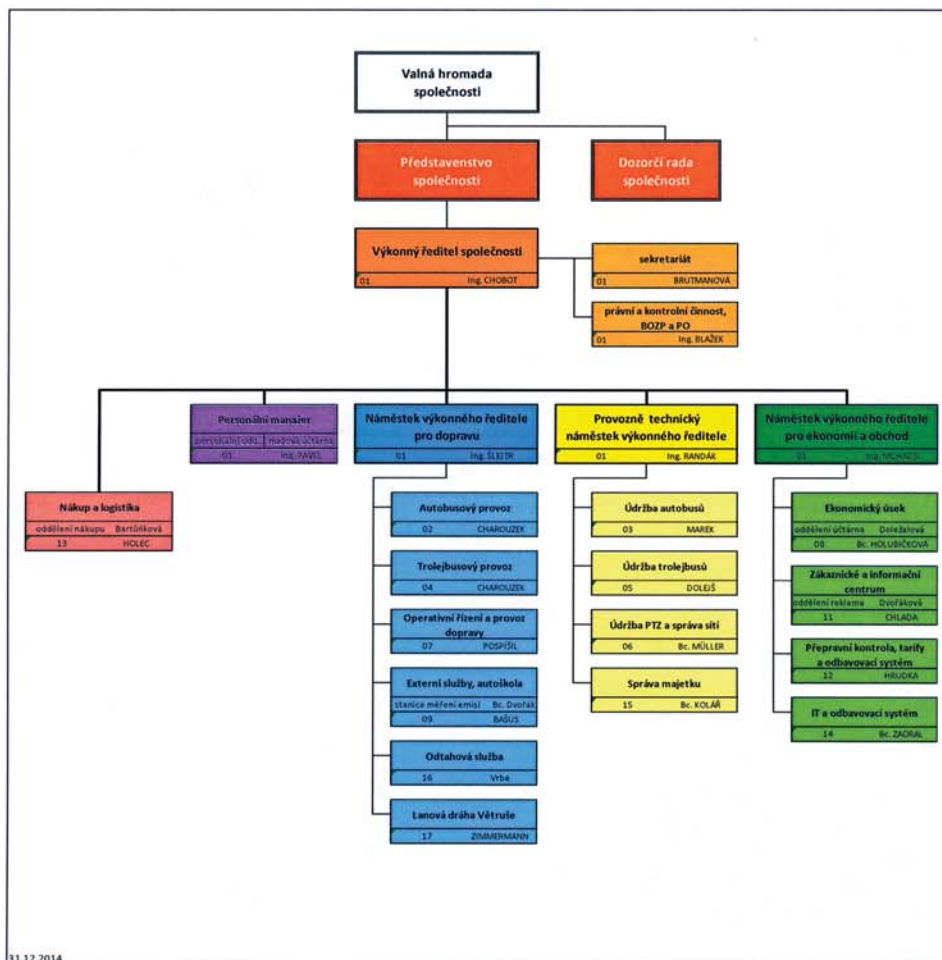 Valná hromada
společnosti
Představenstvo
společnosti
Dozorčí rada
společnosti
Výkonný ředitel společnosti
01 Ing. CHOBOT
sekretariát
01 BRUTMANOVÁ
právní a kontrolní činnost,
BOZP a PO
01 Ing. BLAŽEK
Personální manažer
personální odd. mzdová účtárna
01 Ing. PAVEL
Náměstek výkonného ředitele
pro dopravu
01 Ing. ŠLEJTR
Provozně technický
náměstek výkonného ředitele
01 Ing. RANDÁK
Náměstek výkonného ředitele
pro ekonomii a obchod
01 Ing.
Nákup a logistika
oddělení nákupu Bartůňková
13 HOLEC
Autobusový provoz
02 CHAROUZEK
Trolejbusový provoz
04 CHAROUZEK
Operativní řízení a provoz
dopravy
07 POSPÍŠIL
Externí služby, autoškola
stanice měření emisí Bc. Dvořák
09 BAŠUS
Odtahová služba
16 Vrba
Lanová dráha Větruše
17 ZIMMERMANN
Údržba autobusů
03 MAREK
Údržba trolejbusů
05 DOLEJŠ
Údržba PTZ a správa sítí
06 Bc. MÜLLER
Správa majetku
15 Bc. KOLÁŘ
Ekonomický úsek
oddělení účtárna Doležalová
08 Bc. HOLUBIČKOVÁ
Zákaznické a informační
centrum
oddělení reklama Dvořáková
11 CHLADA
Přepravní kontrola, tarify
a odbavovací systém
12 HRUDKA
IT a odbavovací systém
14 Bc. ZAORAL
31.12.2014